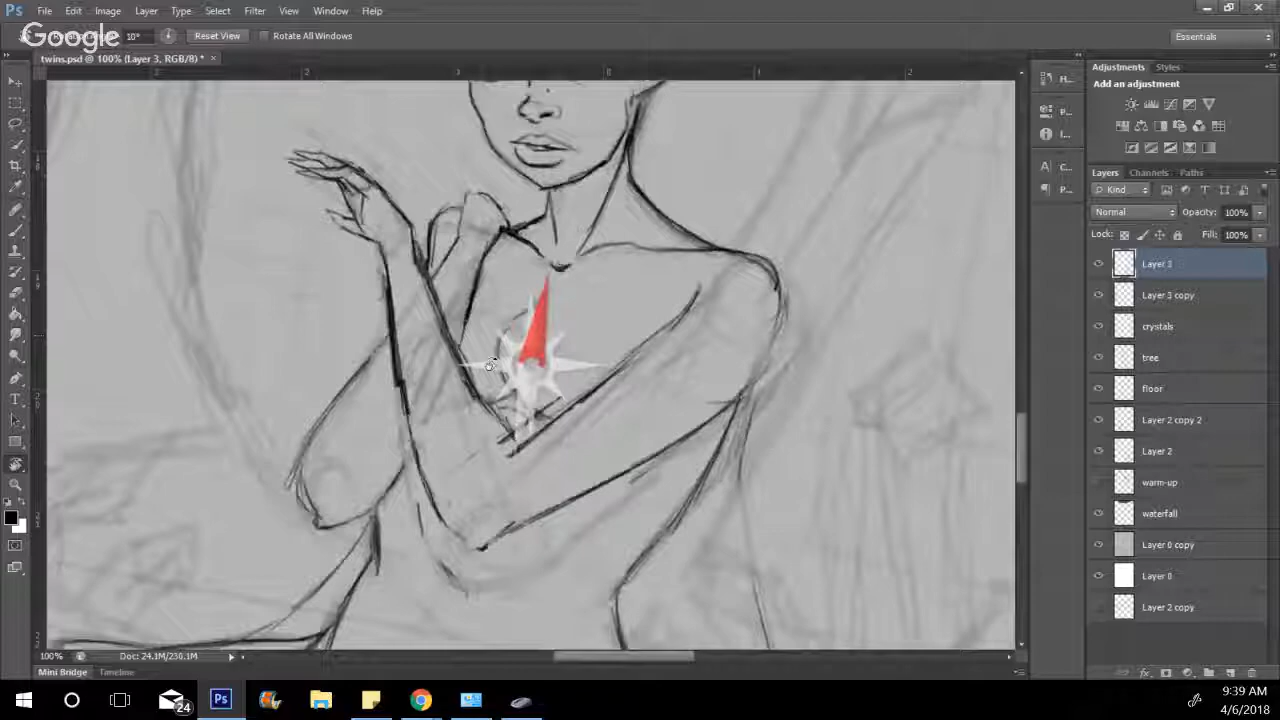 Ps File Edit Image Layer Type Select Filter View Window Help
Google
10° Reset View Rotate All Windows Essentials
twins.psd @ 100% (Layer 3, RGB/8) *
Adjustments Styles
Add an adjustment
Layers Channels Paths
Kind
Normal Opacity: 100%
Lock: Fill: 100%
Layer 3
Layer 3 copy
crystals
tree
floor
Layer 2 copy 2
Layer 2
warm-up
waterfall
Layer 0 copy
Layer 0
Layer 2 copy
100% Doc: 24.1M/230.1M
Mini Bridge Timeline
24 Ps
9:39 AM
4/6/2018